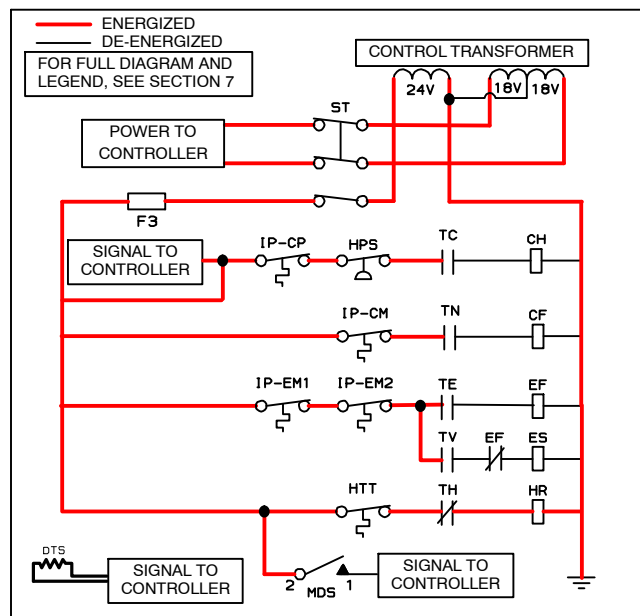 ENERGIZED
DE-ENERGIZED
FOR FULL DIAGRAM AND
LEGEND, SEE SECTION 7
CONTROL TRANSFORMER
24V
18V
18V
ST
POWER TO
CONTROLLER
F3
SIGNAL TO
CONTROLLER
IP-CP
HPS
TC
CH
IP-CM
TN
CF
IP-EM1
IP-EM2
TE
EF
TV
EF
ES
HTT
TH
HR
DTS
SIGNAL TO
CONTROLLER
2
MDS
1
SIGNAL TO
CONTROLLER